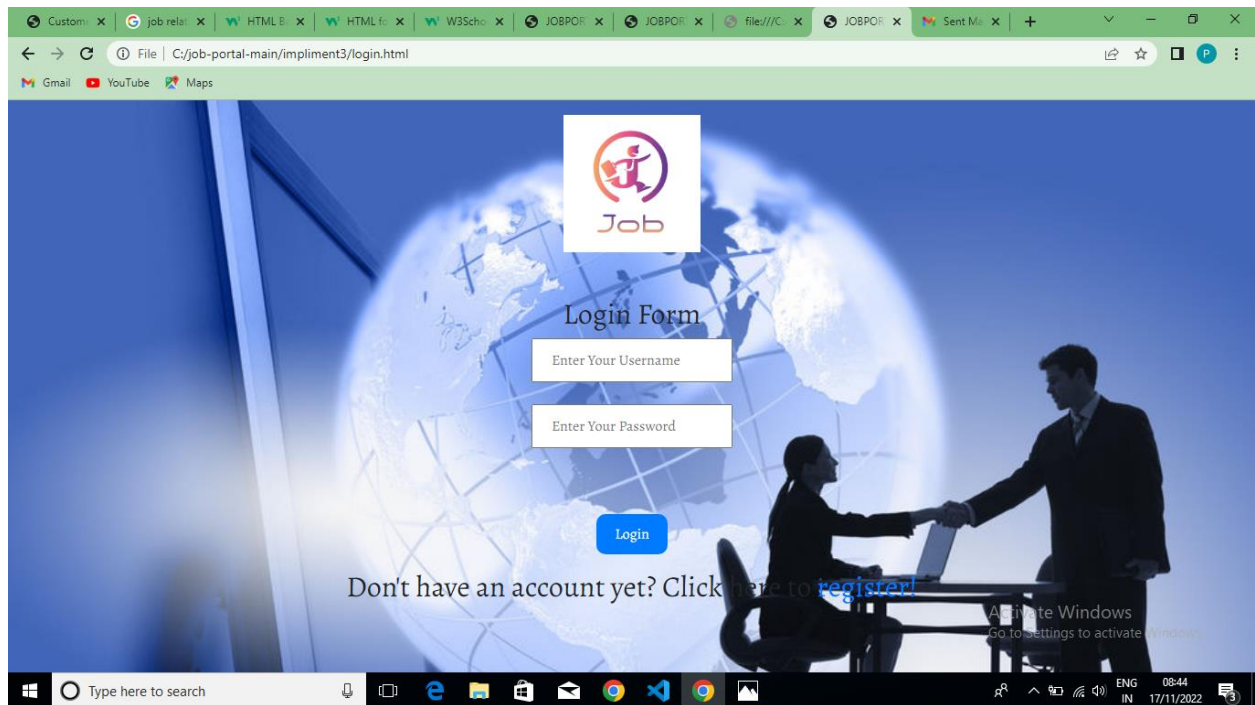 Custom
job relat
HTML B
HTML fo
W3Scho
JOBPOR
JOBPOR
file:///C:
JOBPOR
Sent Ma
File | C:/job-portal-main/impliment3/login.html
P
Gmail YouTube Maps
Job
Login Form
Enter Your Username
Enter Your Password
Login
Don't have an account yet? Click here to register!
Activate Windows
Go to Settings to activate Windows.
Type here to search
ENG 08:44
IN 17/11/2022
3